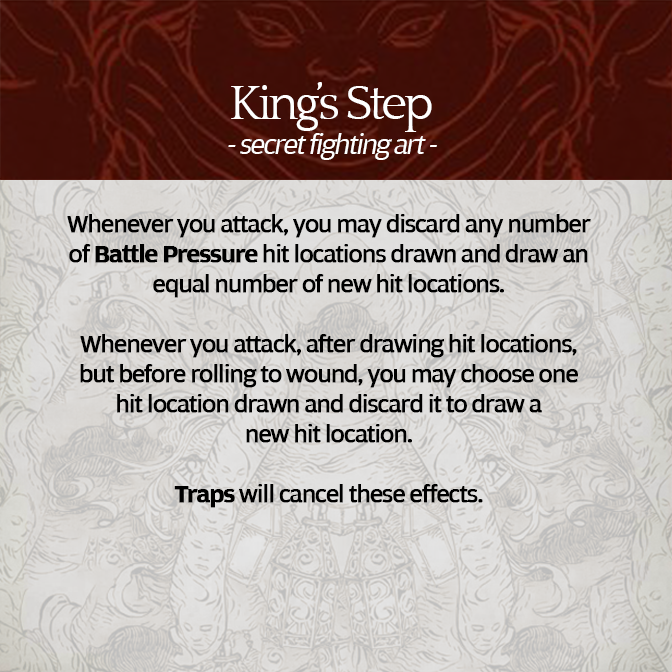 King's Step
- secret fighting art -
Whenever you attack, you may discard any number
of Battle Pressure hit locations drawn and draw an
equal number of new hit locations.
Whenever you attack, after drawing hit locations,
but before rolling to wound, you may choose one
hit location drawn and discard it to draw a
new hit location.
Traps will cancel these effects.